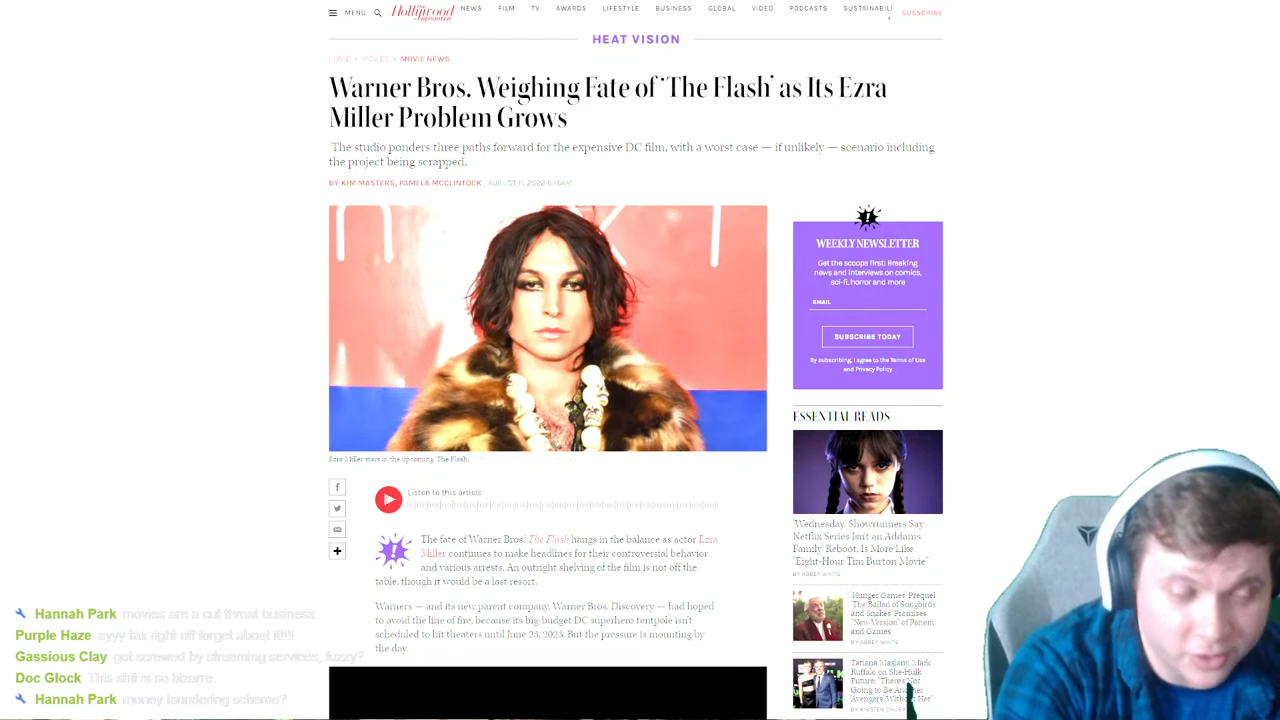 MENU
The Hollywood REPORTER
NEWS FILM TV AWARDS LIFESTYLE BUSINESS GLOBAL VIDEO PODCASTS SUSTAINABILI
SUBSCRIBE
HEAT VISION
HOME > MOVIES > MOVIE NEWS
Warner Bros. Weighing Fate of ‘The Flash’ as Its Ezra
Miller Problem Grows
The studio ponders three paths forward for the expensive DC film, with a worst case — if unlikely — scenario including
the project being scrapped.
BY KIM MASTERS, PAMELA MCCLINTOCK AUGUST 11, 2022 6:15AM
Ezra Miller stars in the upcoming 'The Flash.
Listen to this article
The fate of Warner Bros.' The Flash hangs in the balance as actor Ezra
Miller continues to make headlines for their controversial behavior
and various arrests. An outright shelving of the film is not off the
table, though it would be a last resort.
Warners — and its new parent company, Warner Bros. Discovery — had hoped
to avoid the line of fire, because its big-budget DC superhero tentpole isn't
scheduled to hit theaters until June 23, 2023. But the pressure is mounting by
the day.
WEEKLY NEWSLETTER
Get the scoops first! Breaking
news and interviews on comics,
sci-fi, horror and more
EMAIL
SUBSCRIBE TODAY
By subscribing, I agree to the Terms of Use
and Privacy Policy
ESSENTIAL READS
'Wednesday' Showrunners Say
Netflix Series Isn't an Addams
Family Reboot, Is More Like
"Eight-Hour Tim Burton Movie"
BY ABBEY WHITE
'Hunger Games' Prequel
'The Ballad of Songbirds
and Snakes' Promises
"New Version" of Panem
and Games
BY ABBEY WHITE
Tatiana Maslany, Mark
Ruffalo on She-Hulk
Future: "There's Not
Going to Be Another
Avengers' Without Her"
BY KIRSTEN CHUBA
Hannah Park movies are a cut throat business.
Purple Haze ayyy tax right off forget about it!!!!
Gassious Clay got screwed by streaming services, fuzzy?
Doc Glock This shit is so bizarre.
Hannah Park money laundering scheme?